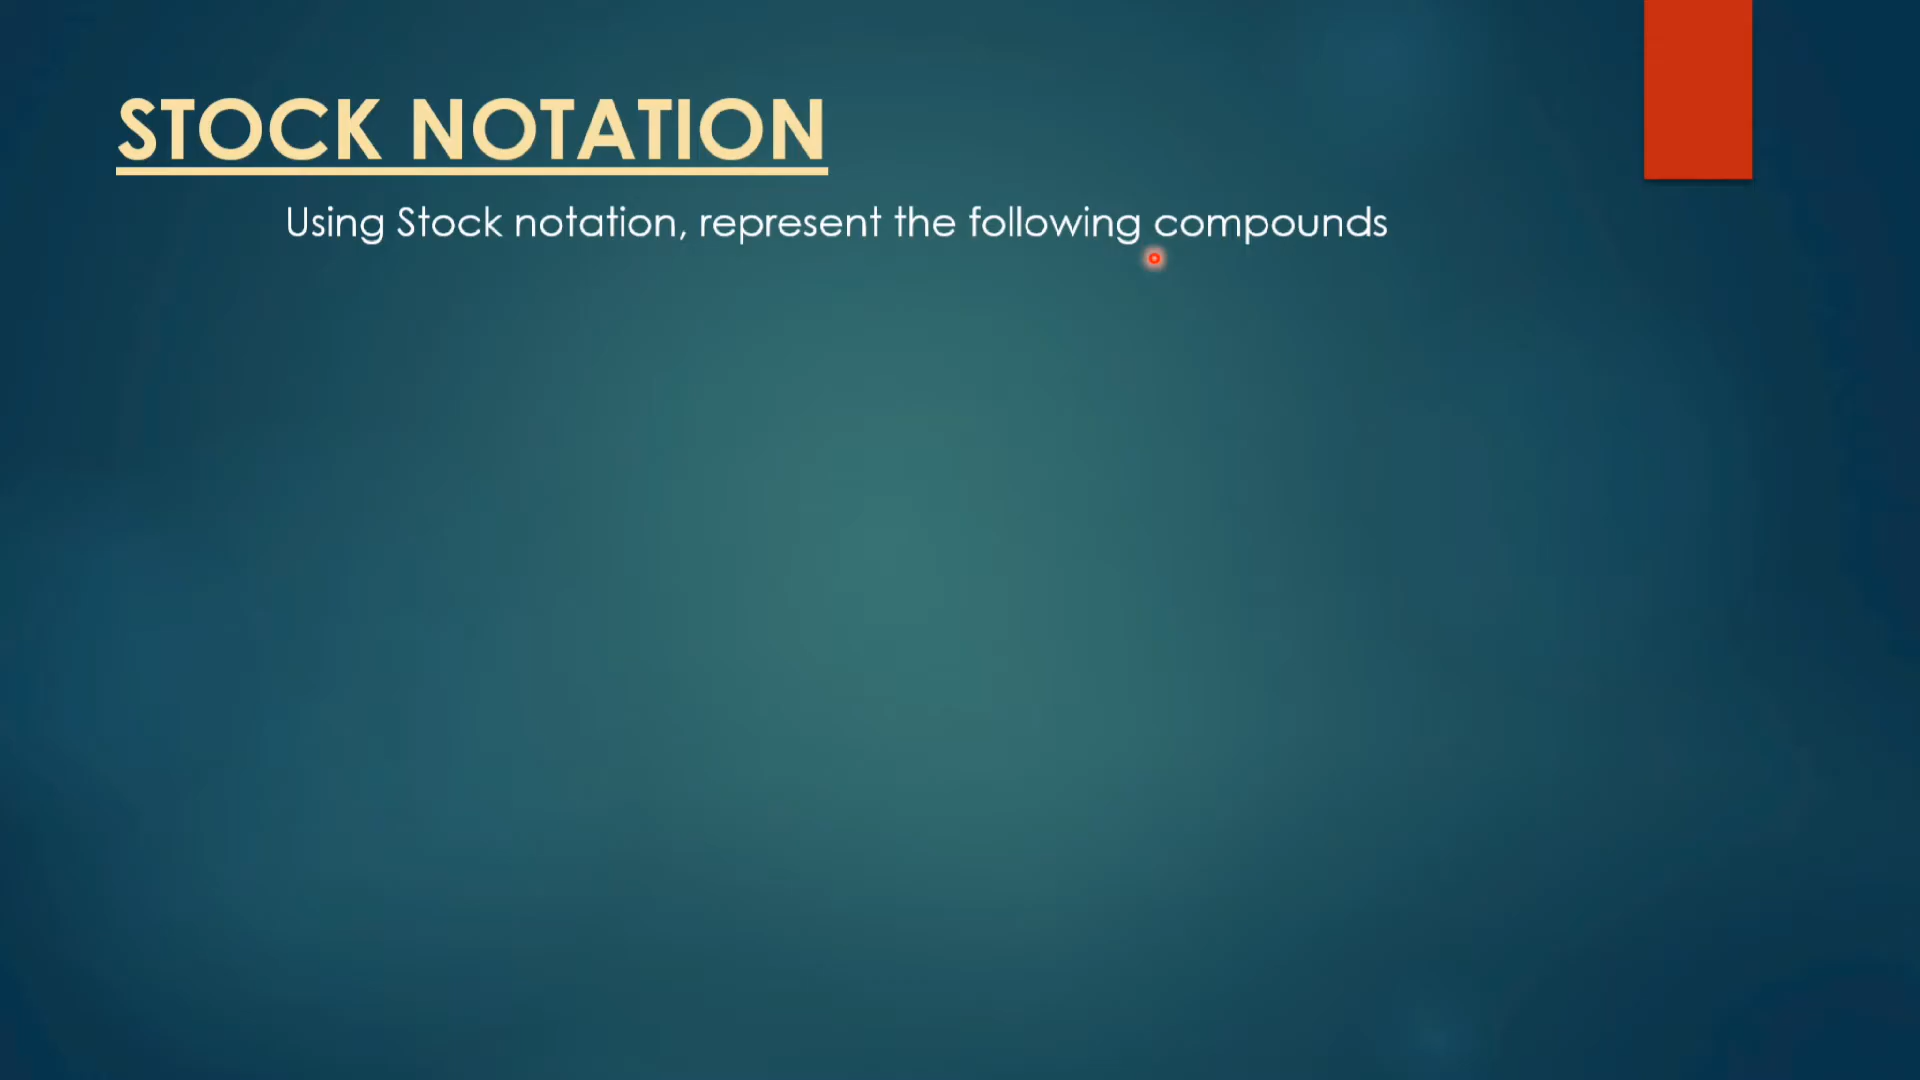 STOCK NOTATION
Using Stock notation, represent the following compounds